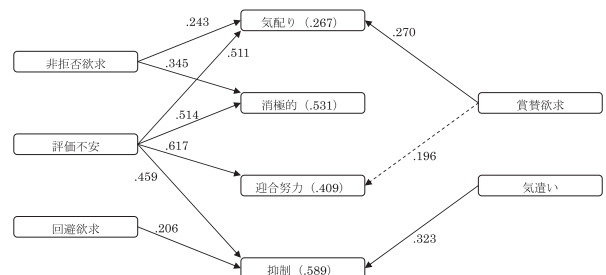 .243
気配り（.267）
.270
.511
非拒否欲求
.345
消極的（.531）
賞賛欲求
.514
評価不安
.617
.196
.459
迎合努力（.409）
気遣い
回避欲求
.206
.323
抑制（.589）